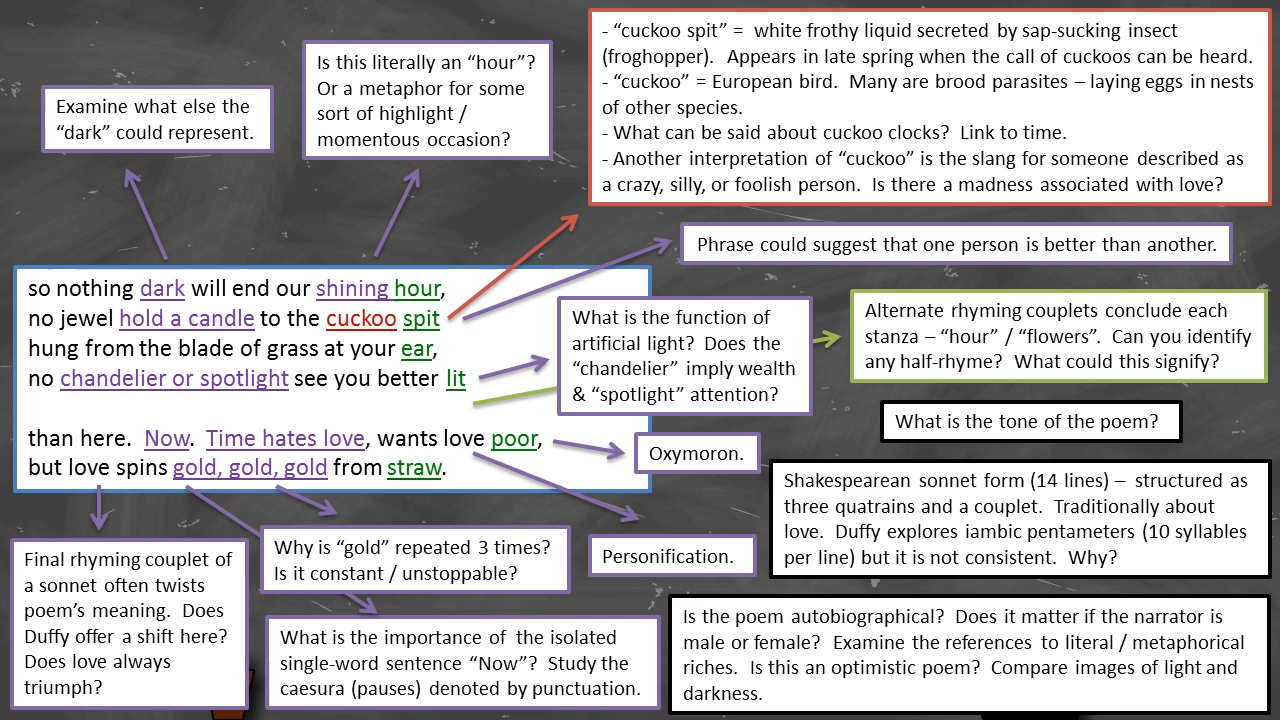 Examine what else the
“dark” could represent.
Is this literally an “hour”?
Or a metaphor for some
sort of highlight /
momentous occasion?
- “cuckoo spit” = white frothy liquid secreted by sap-sucking insect
(froghopper). Appears in late spring when the call of cuckoos can be heard.
- “cuckoo” = European bird. Many are brood parasites – laying eggs in nests
of other species.
- What can be said about cuckoo clocks? Link to time.
- Another interpretation of “cuckoo” is the slang for someone described as
a crazy, silly, or foolish person. Is there a madness associated with love?
Phrase could suggest that one person is better than another.
so nothing dark will end our shining hour,
no jewel hold a candle to the cuckoo spit
hung from the blade of grass at your ear,
no chandelier or spotlight see you better lit
than here. Now. Time hates love, wants love poor,
but love spins gold, gold, gold from straw.
What is the function of
artificial light? Does the
“chandelier” imply wealth
& “spotlight” attention?
Alternate rhyming couplets conclude each
stanza – “hour” / “flowers”. Can you identify
any half-rhyme? What could this signify?
What is the tone of the poem?
Oxymoron.
Shakespearean sonnet form (14 lines) – structured as
three quatrains and a couplet. Traditionally about
love. Duffy explores iambic pentameters (10 syllables
per line) but it is not consistent. Why?
Final rhyming couplet of
a sonnet often twists
poem’s meaning. Does
Duffy offer a shift here?
Does love always
triumph?
Why is “gold” repeated 3 times?
Is it constant / unstoppable?
Personification.
What is the importance of the isolated
single-word sentence “Now”? Study the
caesura (pauses) denoted by punctuation.
Is the poem autobiographical? Does it matter if the narrator is
male or female? Examine the references to literal / metaphorical
riches. Is this an optimistic poem? Compare images of light and
darkness.